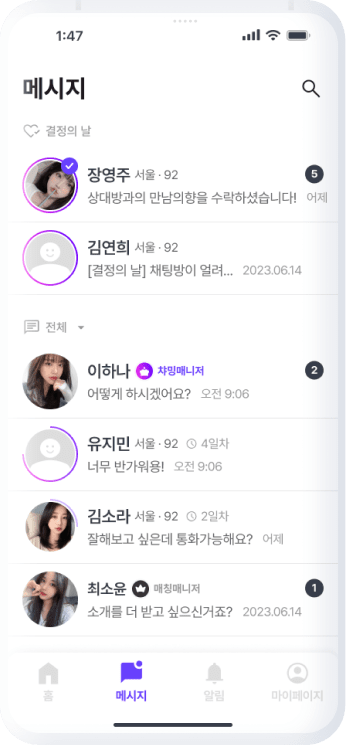 1:47
메시지
결정의 날
장영주 서울 · 92 5
상대방과의 만남의향을 수락하셨습니다! 어제
김연희 서울 · 92
[결정의 날] 채팅방이 열려... 2023.06.14
전체
이하나 챠밍매니저 2
어떻게 하시겠어요? 오전 9:06
유지민 서울 · 92 4일차
너무 반가워용! 오전 9:06
김소라 서울 · 92 2일차
잘해보고 싶은데 통화가능해요? 어제
최소윤 매칭매니저 1
소개를 더 받고 싶으신거죠? 2023.06.14
홈 메시지 알림 마이페이지